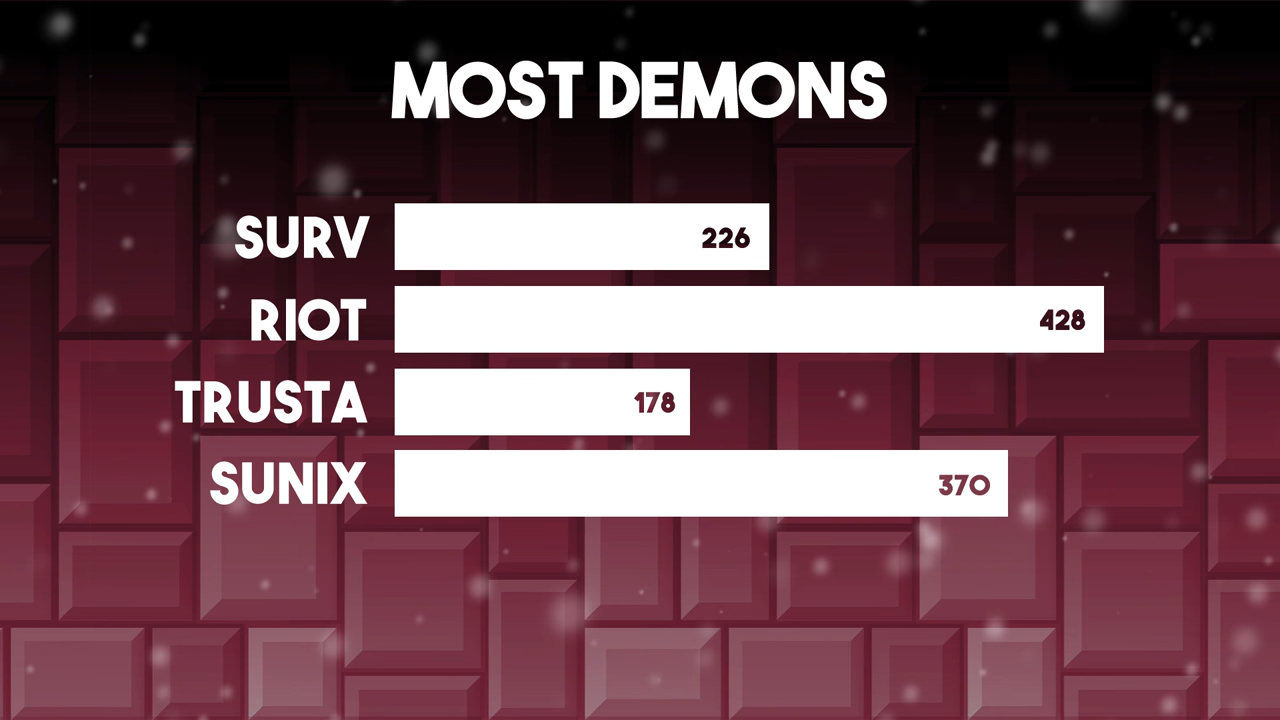 MOST DEMONS
SURV 226
RIOT 428
TRUSTA 178
SUNIX 370